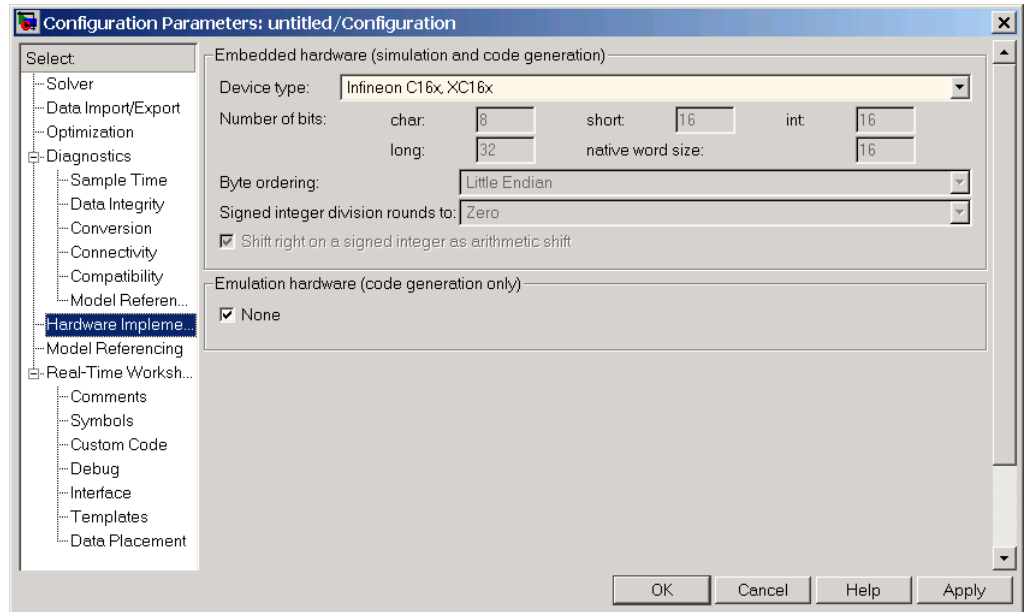 Configuration Parameters: untitled/Configuration
Select:
Solver
Data Import/Export
Optimization
Diagnostics
Sample Time
Data Integrity
Conversion
Connectivity
Compatibility
Model Referen...
Hardware Impleme...
Model Referencing
Real-Time Worksh...
Comments
Symbols
Custom Code
Debug
Interface
Templates
Data Placement
Embedded hardware (simulation and code generation)
Device type: Infineon C16x, XC16x
Number of bits: char: 8 short: 16 int: 16
long: 32 native word size: 16
Byte ordering: Little Endian
Signed integer division rounds to: Zero
Shift right on a signed integer as arithmetic shift
Emulation hardware (code generation only)
None
OK Cancel Help Apply